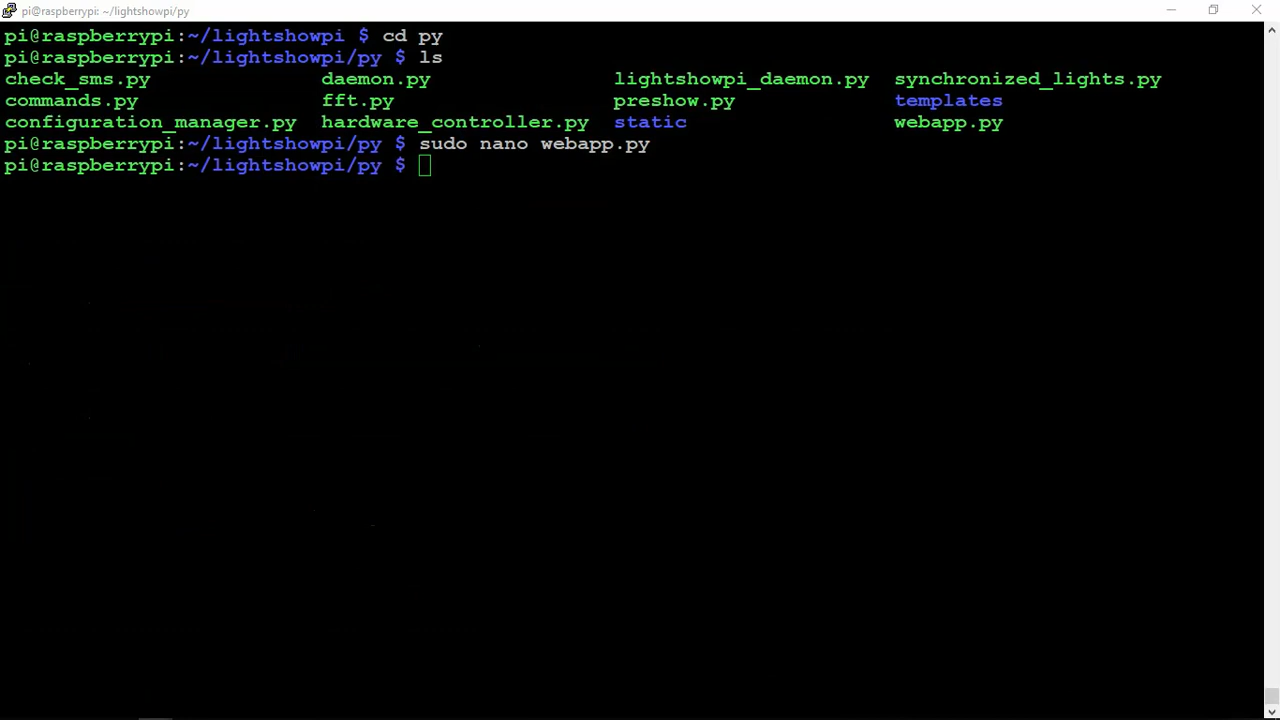 pi@raspberrypi: ~/lightshowpi/py
pi@raspberrypi:~/lightshowpi $ cd py
pi@raspberrypi:~/lightshowpi/py $ ls
check_sms.py daemon.py lightshowpi_daemon.py synchronized_lights.py
commands.py fft.py preshow.py templates
configuration_manager.py hardware_controller.py static webapp.py
pi@raspberrypi:~/lightshowpi/py $ sudo nano webapp.py
pi@raspberrypi:~/lightshowpi/py $